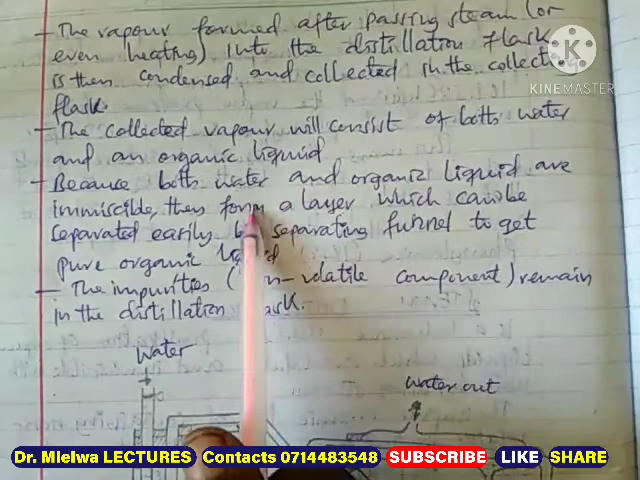 - The vapour formed after passing steam (or
even heating) into the distillation flask
is then condensed and collected in the collect
flask.
- The collected vapour will consist of both water
and an organic liquid
- Because both water and organic liquid are
immiscible, they form a layer which can be
separated easily by separating funnel to get
pure organic liquid
- The impurities (non-volatile component) remain
in the distillation flask.
Water
water out
KINEMASTER
Dr. Mlelwa LECTURES Contacts 0714483548 SUBSCRIBE LIKE SHARE